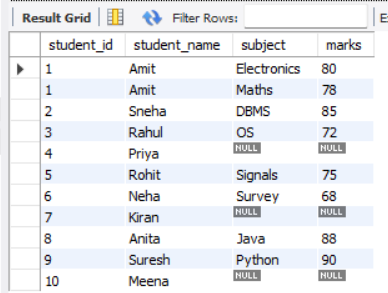 Result Grid Filter Rows: E
student_id student_name subject marks
1 Amit Electronics 80
1 Amit Maths 78
2 Sneha DBMS 85
3 Rahul OS 72
4 Priya NULL NULL
5 Rohit Signals 75
6 Neha Survey 68
7 Kiran NULL NULL
8 Anita Java 88
9 Suresh Python 90
10 Meena NULL NULL